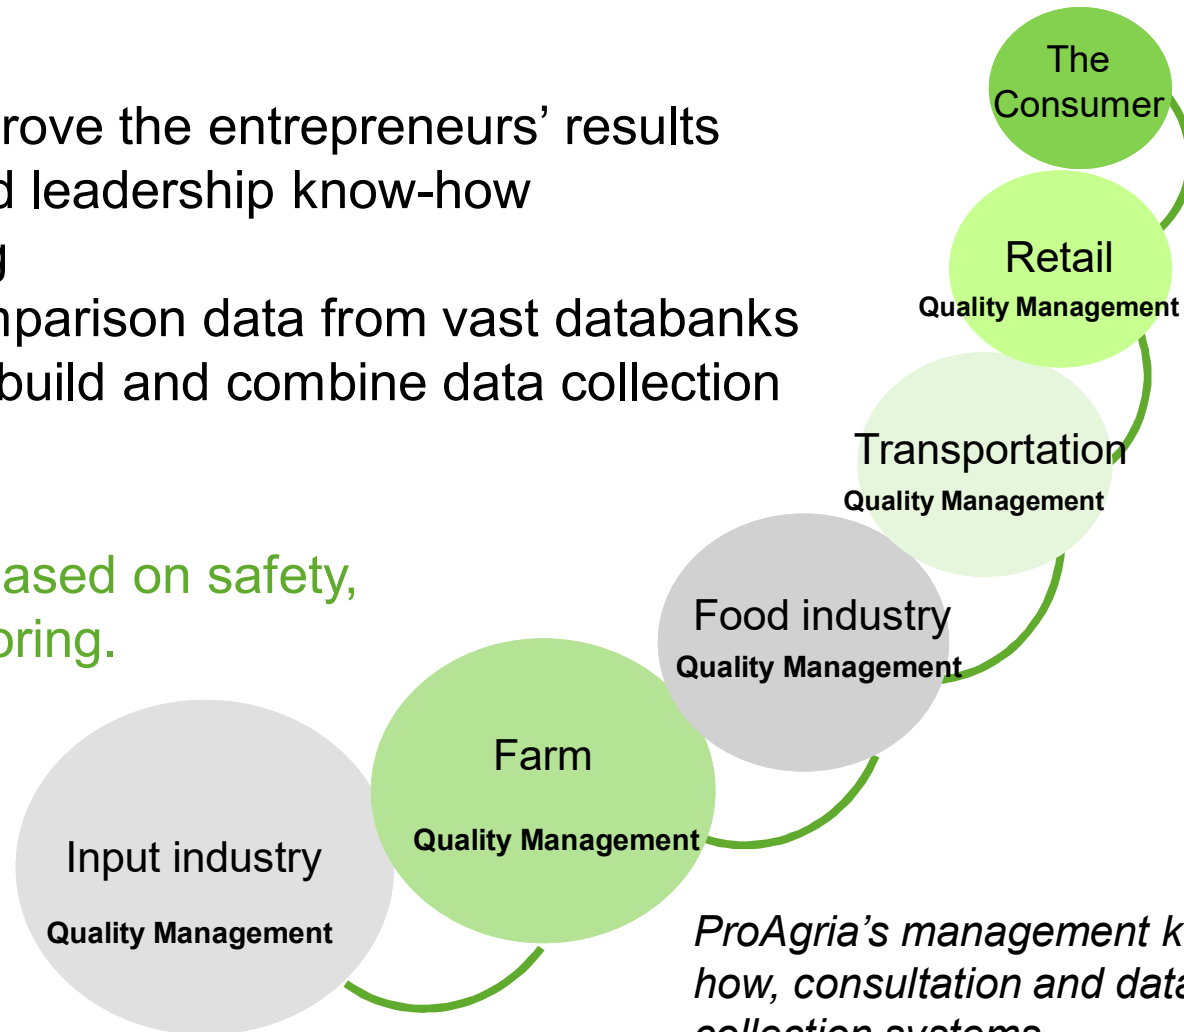 The
Consumer
rove the entrepreneurs’ results
d leadership know-how
g
nparison data from vast databanks
build and combine data collection
Retail
Quality Management
Transportation
Quality Management
ased on safety,
oring.
Food industry
Quality Management
Farm
Quality Management
Input industry
Quality Management
ProAgria’s management k
how, consultation and data
collection systems